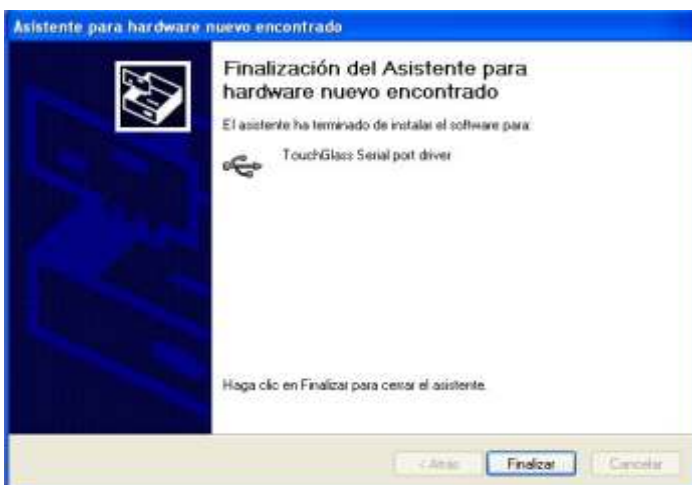 Asistente para hardware nuevo encontrado
Finalización del Asistente para
hardware nuevo encontrado
El asistente ha terminado de instalar el software para:
TouchGlass Serial port driver
Haga clic en Finalizar para cerrar el asistente.
< Atrás
Finalizar
Cancelar